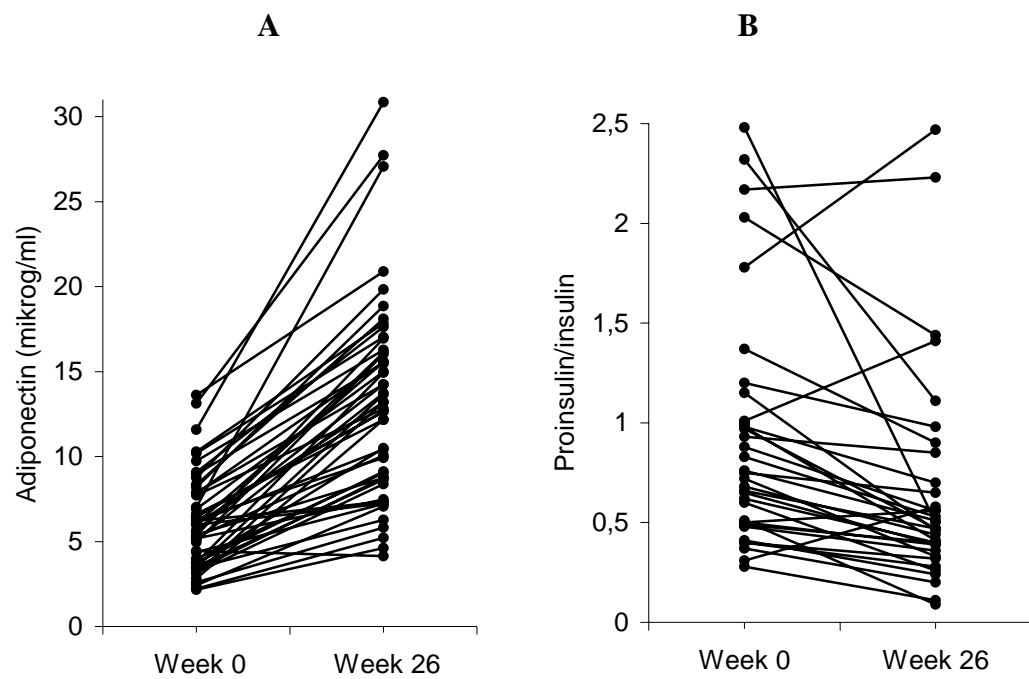 A
Adiponectin (mikrog/ml)
30
25
20
15
10
5
0
Week 0
Week 26
B
Proinsulin/insulin
2,5
2
1,5
1
0,5
0
Week 0
Week 26